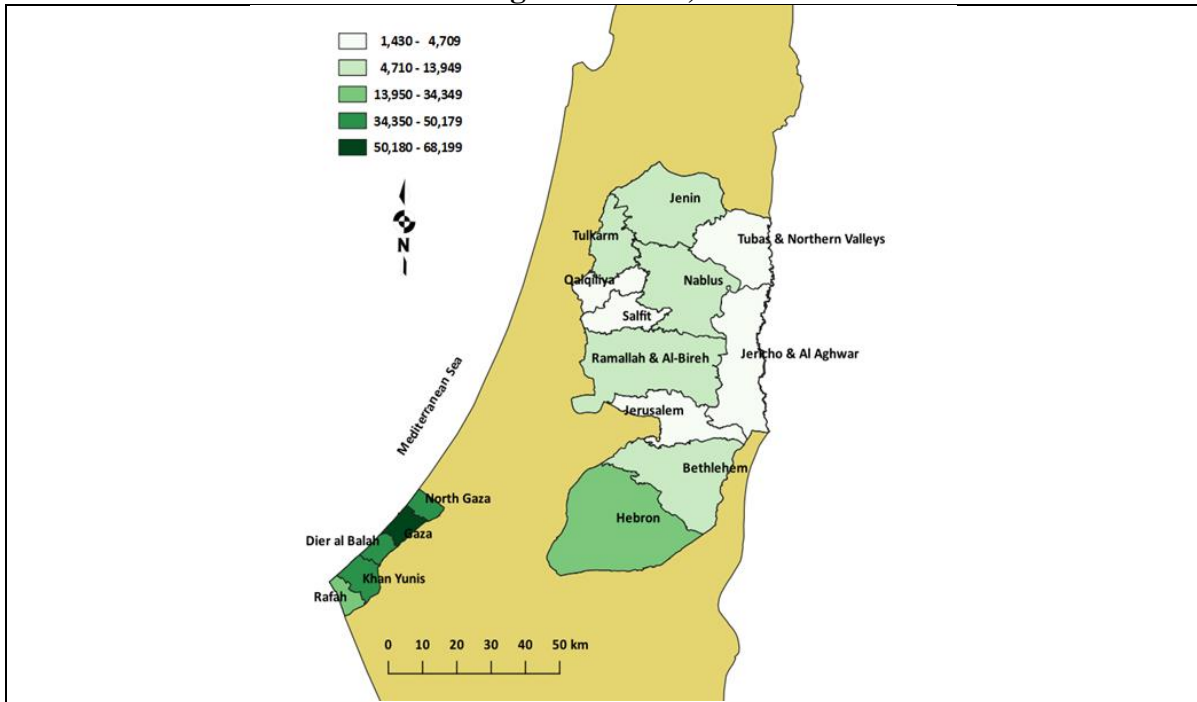 1,430 - 4,709
4,710 - 13,949
13,950 - 34,349
34,350 - 50,179
50,180 - 68,199
N
Jenin
Tulkarm
Tubas & Northern Valleys
Qalqiliya
Nablus
Salfit
Ramallah & Al-Bireh
Jericho & Al Aghwar
Jerusalem
Mediterranean Sea
Bethlehem
North Gaza
Hebron
Gaza
Dier al Balah
Khan Yunis
Rafah
0 10 20 30 40 50 km